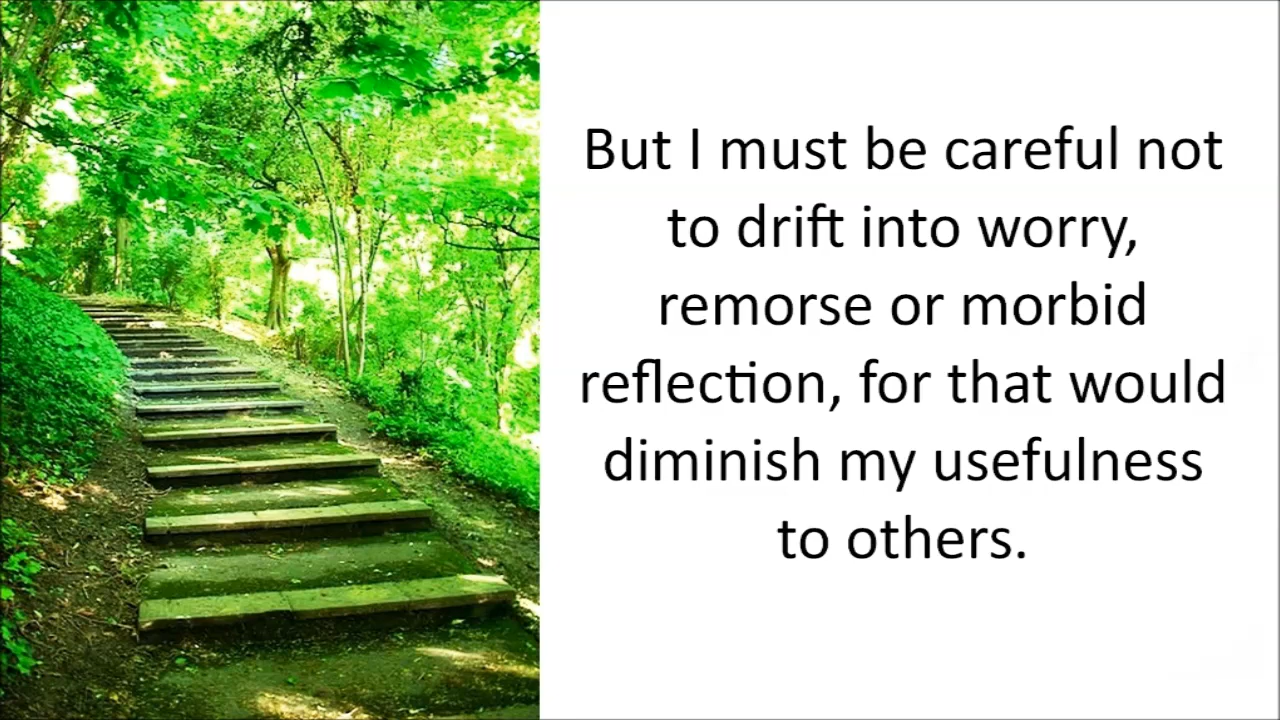 But I must be careful not
to drift into worry,
remorse or morbid
reflection, for that would
diminish my usefulness
to others.